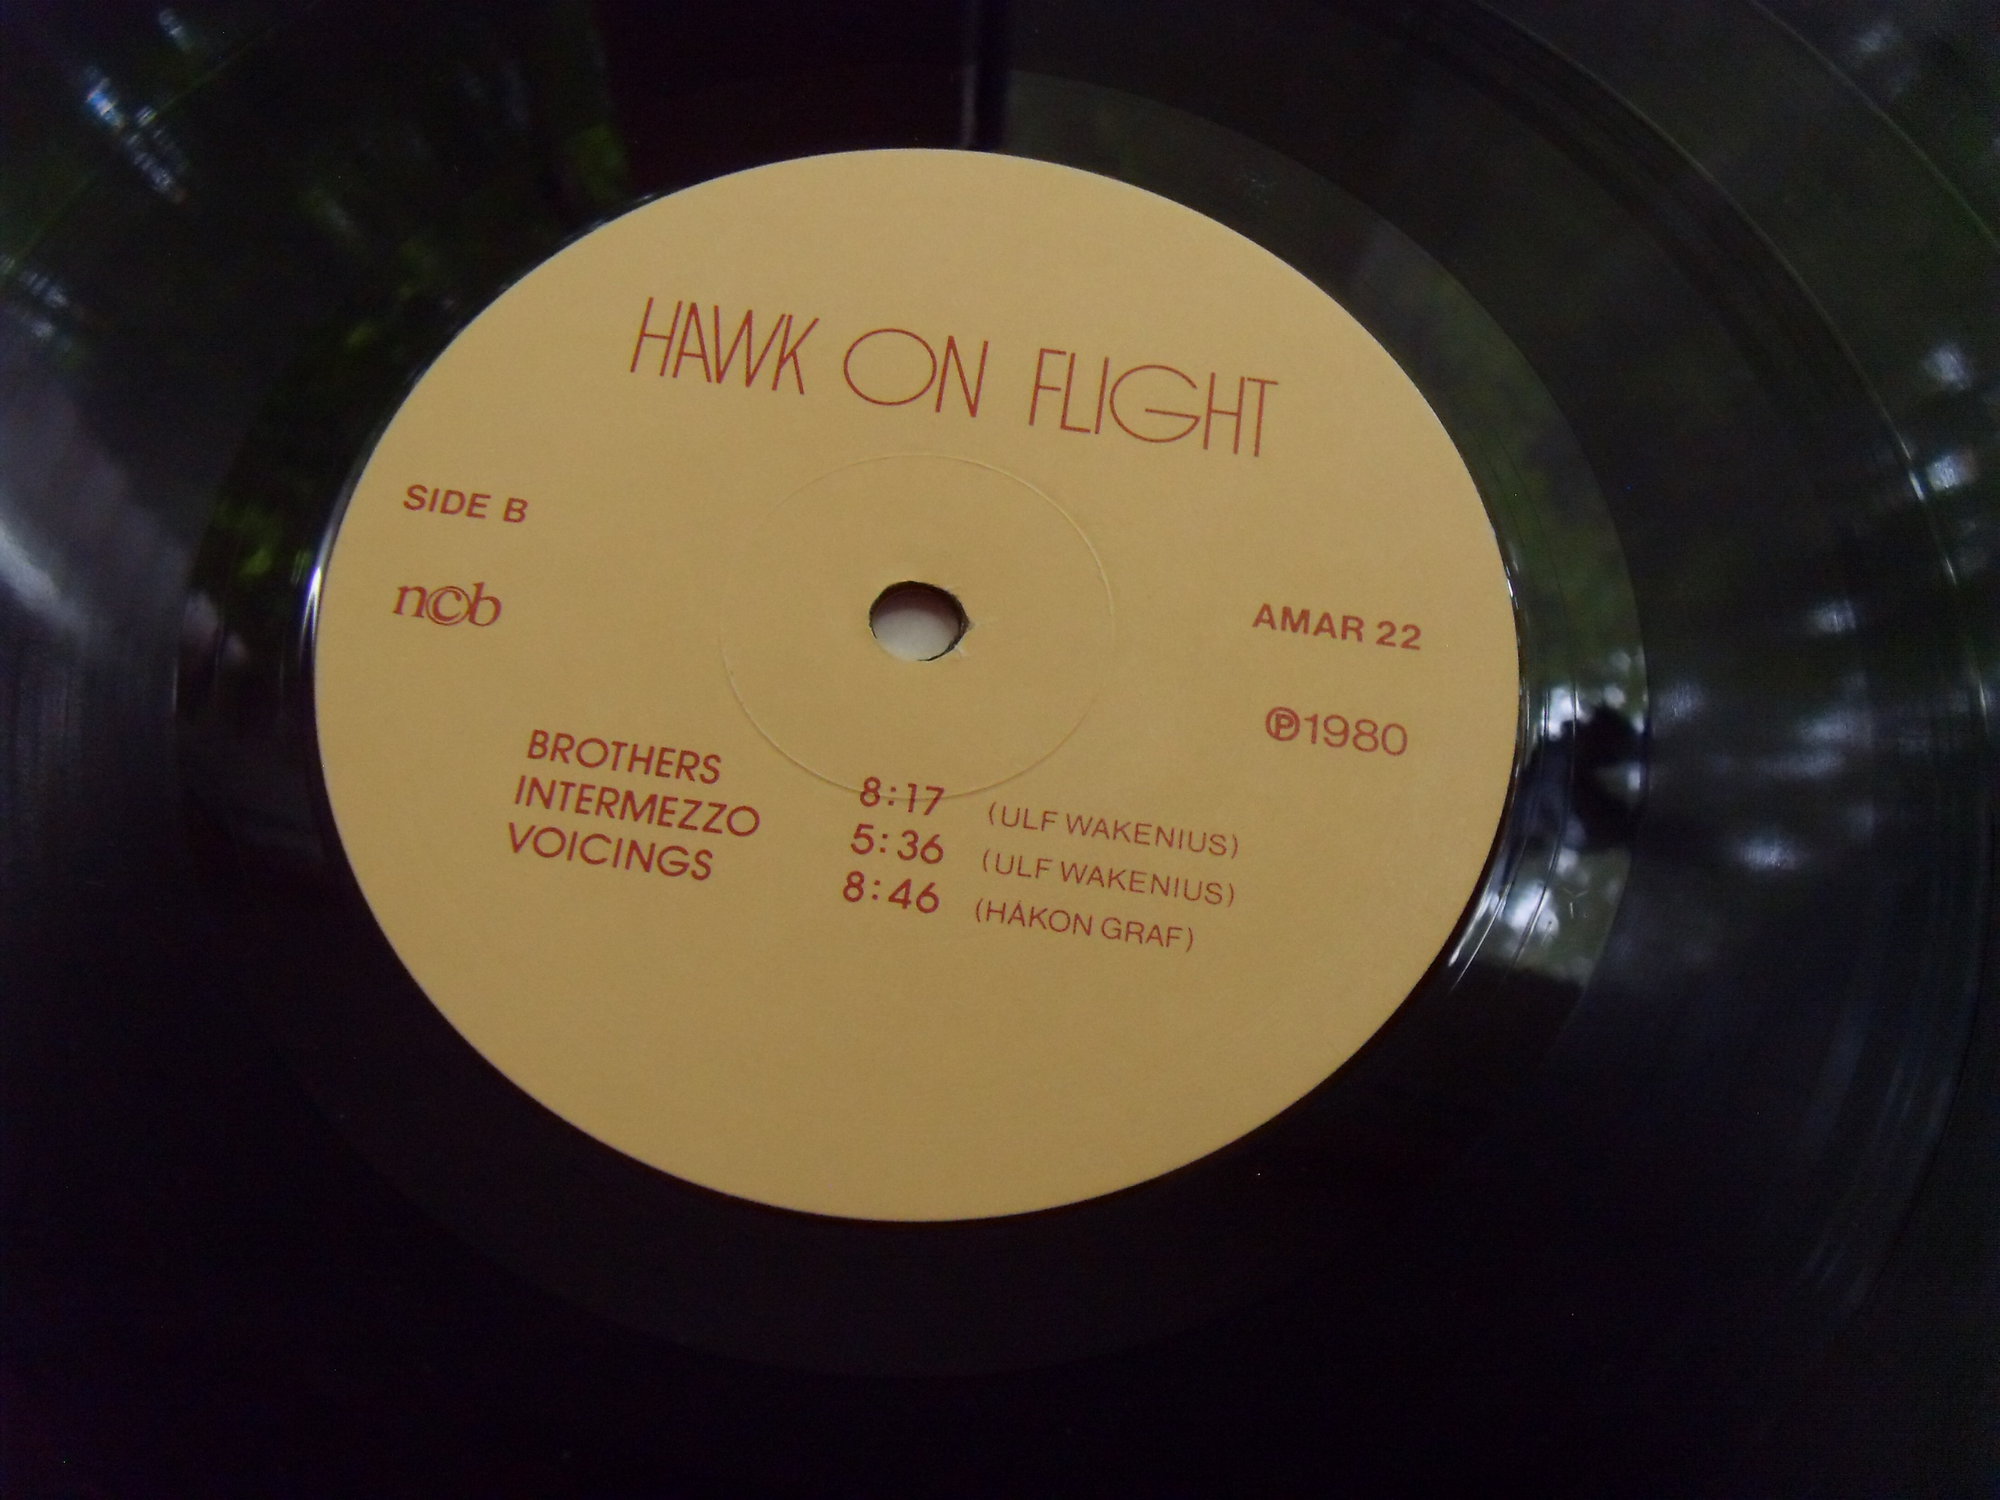 HAWK ON FLIGHT
SIDE B
n©b
AMAR 22
℗1980
BROTHERS 8:17 (ULF WAKENIUS)
INTERMEZZO 5:36 (ULF WAKENIUS)
VOICINGS 8:46 (HÅKON GRAF)